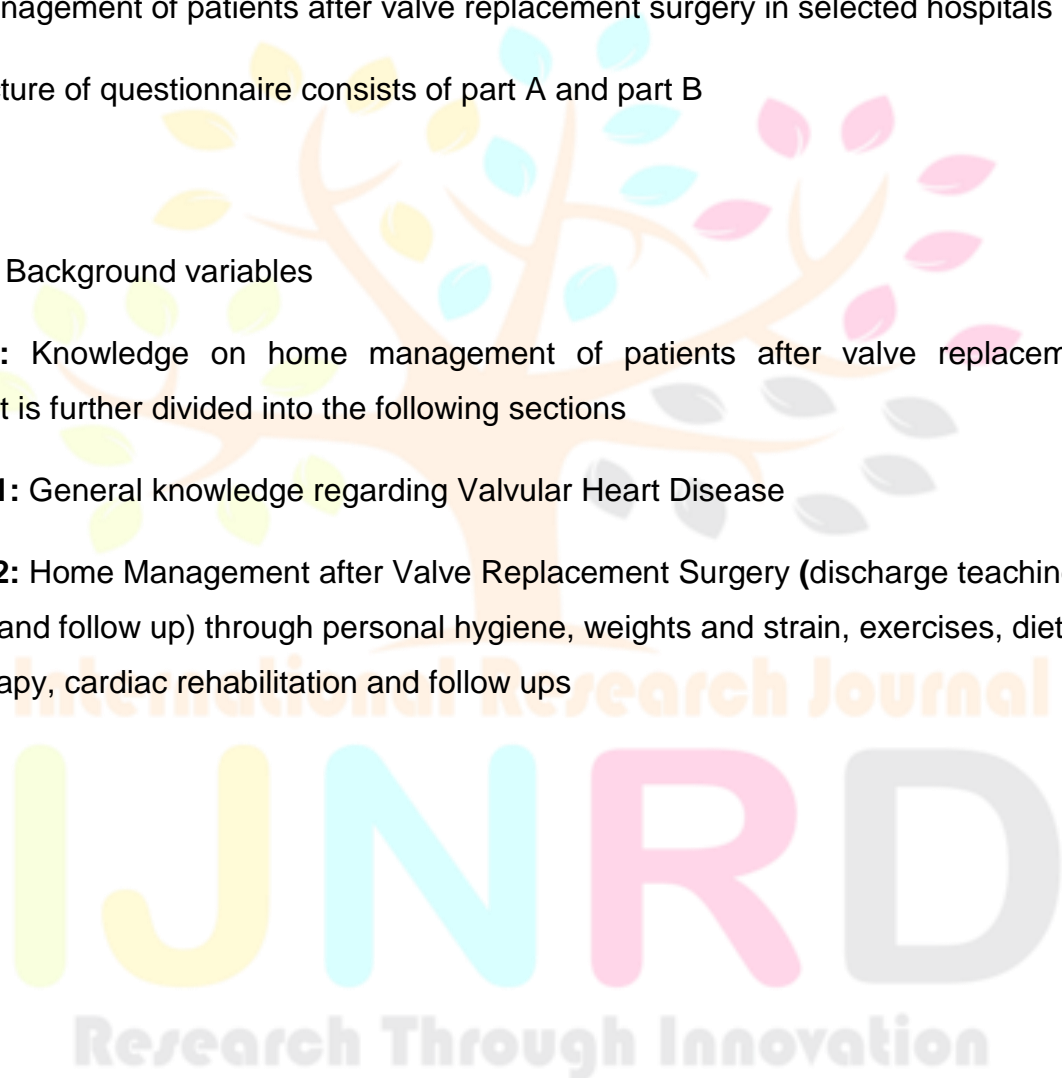 nagement of patients after valve replacement surgery in selected hospitals
cture of questionnaire consists of part A and part B
Background variables
: Knowledge on home management of patients after valve replacem
t is further divided into the following sections
1: General knowledge regarding Valvular Heart Disease
2: Home Management after Valve Replacement Surgery (discharge teachin
and follow up) through personal hygiene, weights and strain, exercises, diet
apy, cardiac rehabilitation and follow ups
International Research Journal
IJNRD
Research Through Innovation